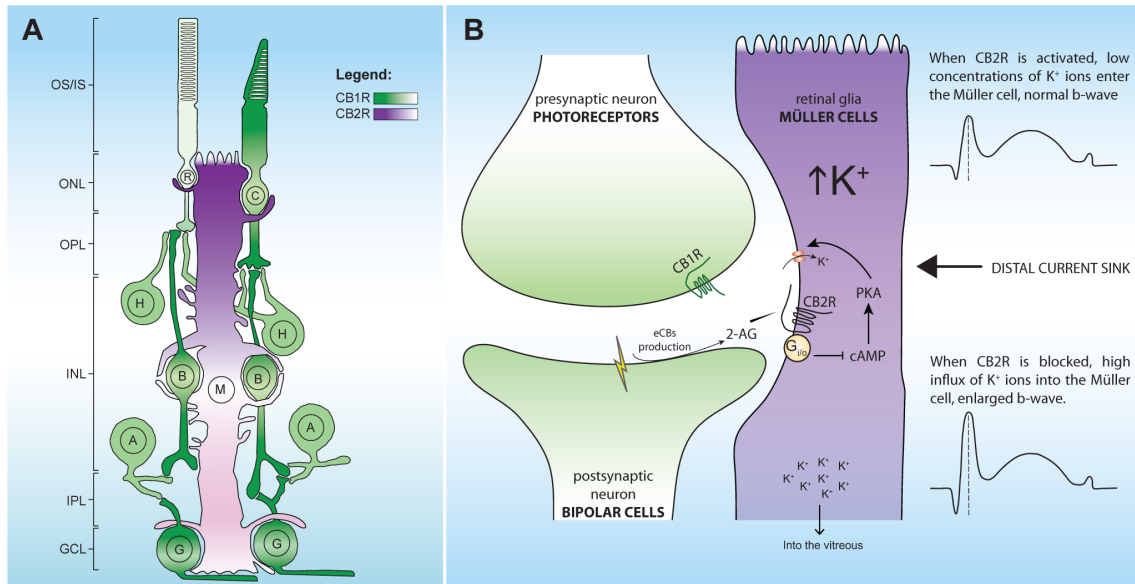 A
OS/IS
ONL
OPL
INL
IPL
GCL
Legend:
CB1R
CB2R
R
C
H
H
B
B
M
A
A
G
G
B
presynaptic neuron
PHOTORECEPTORS
CB1R
eCBs
production
2-AG
postsynaptic
neuron
BIPOLAR CELLS
retinal glia
MÜLLER CELLS
↑K⁺
K⁺
CB2R
PKA
G i/o
cAMP
K⁺ K⁺ K⁺
K⁺ K⁺ K⁺
K⁺ K⁺ K⁺
Into the vitreous
When CB2R is activated, low
concentrations of K⁺ ions enter
the Müller cell, normal b-wave
DISTAL CURRENT SINK
When CB2R is blocked, high
influx of K⁺ ions into the Müller
cell, enlarged b-wave.